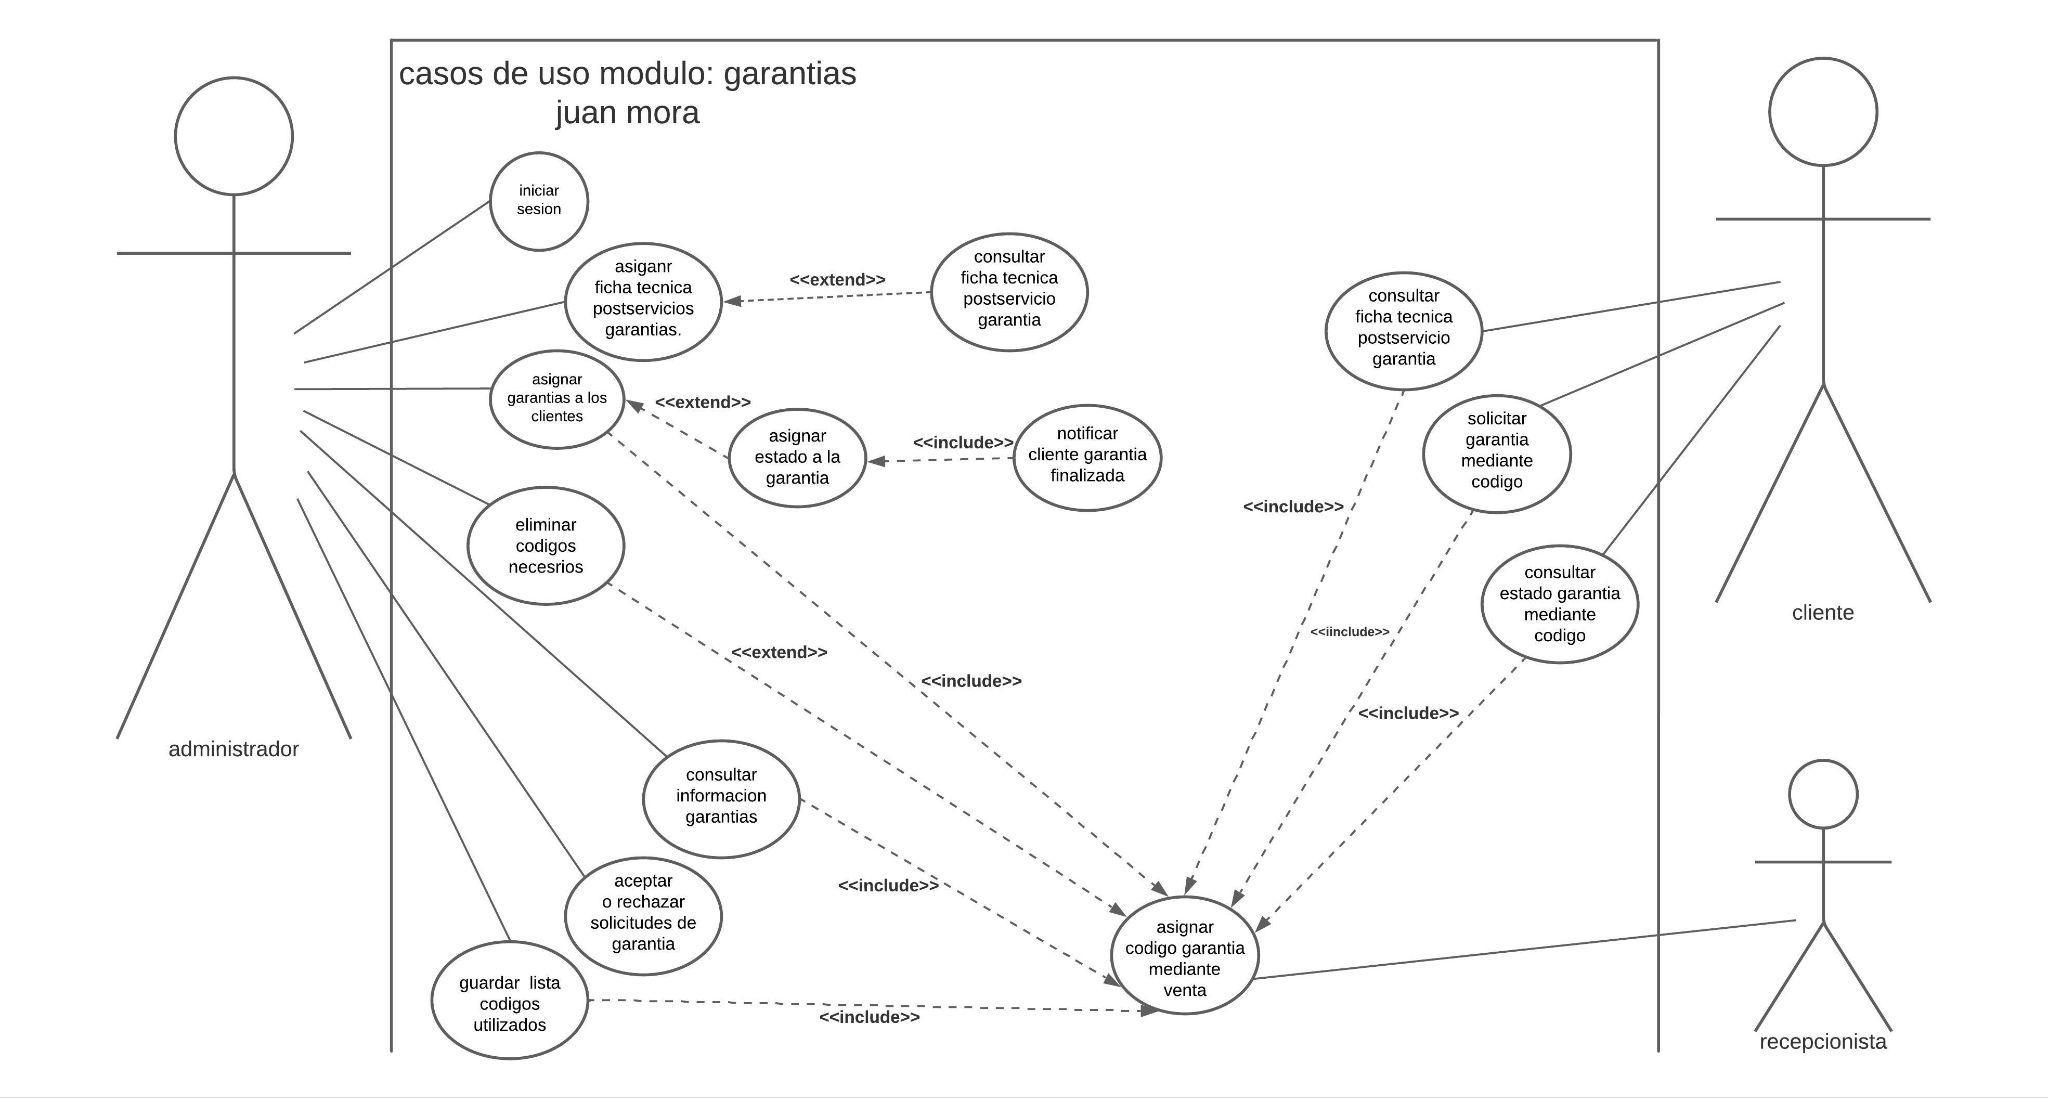 casos de uso modulo: garantias
juan mora
iniciar
sesion
asiganr
ficha tecnica
postservicios
garantias.
<<extend>>
consultar
ficha tecnica
postservicio
garantia
consultar
ficha tecnica
postservicio
garantia
asignar
garantias a los
clientes
<<extend>>
asignar
estado a la
garantia
<<include>>
notificar
cliente garantia
finalizada
solicitar
garantia
mediante
codigo
<<include>>
eliminar
codigos
necesrios
consultar
estado garantia
mediante
codigo
cliente
<<iinclude>>
<<extend>>
<<include>>
<<include>>
administrador
consultar
informacion
garantias
<<include>>
aceptar
o rechazar
solicitudes de
garantia
asignar
codigo garantia
mediante
venta
guardar  lista
codigos
utilizados
<<include>>
recepcionista